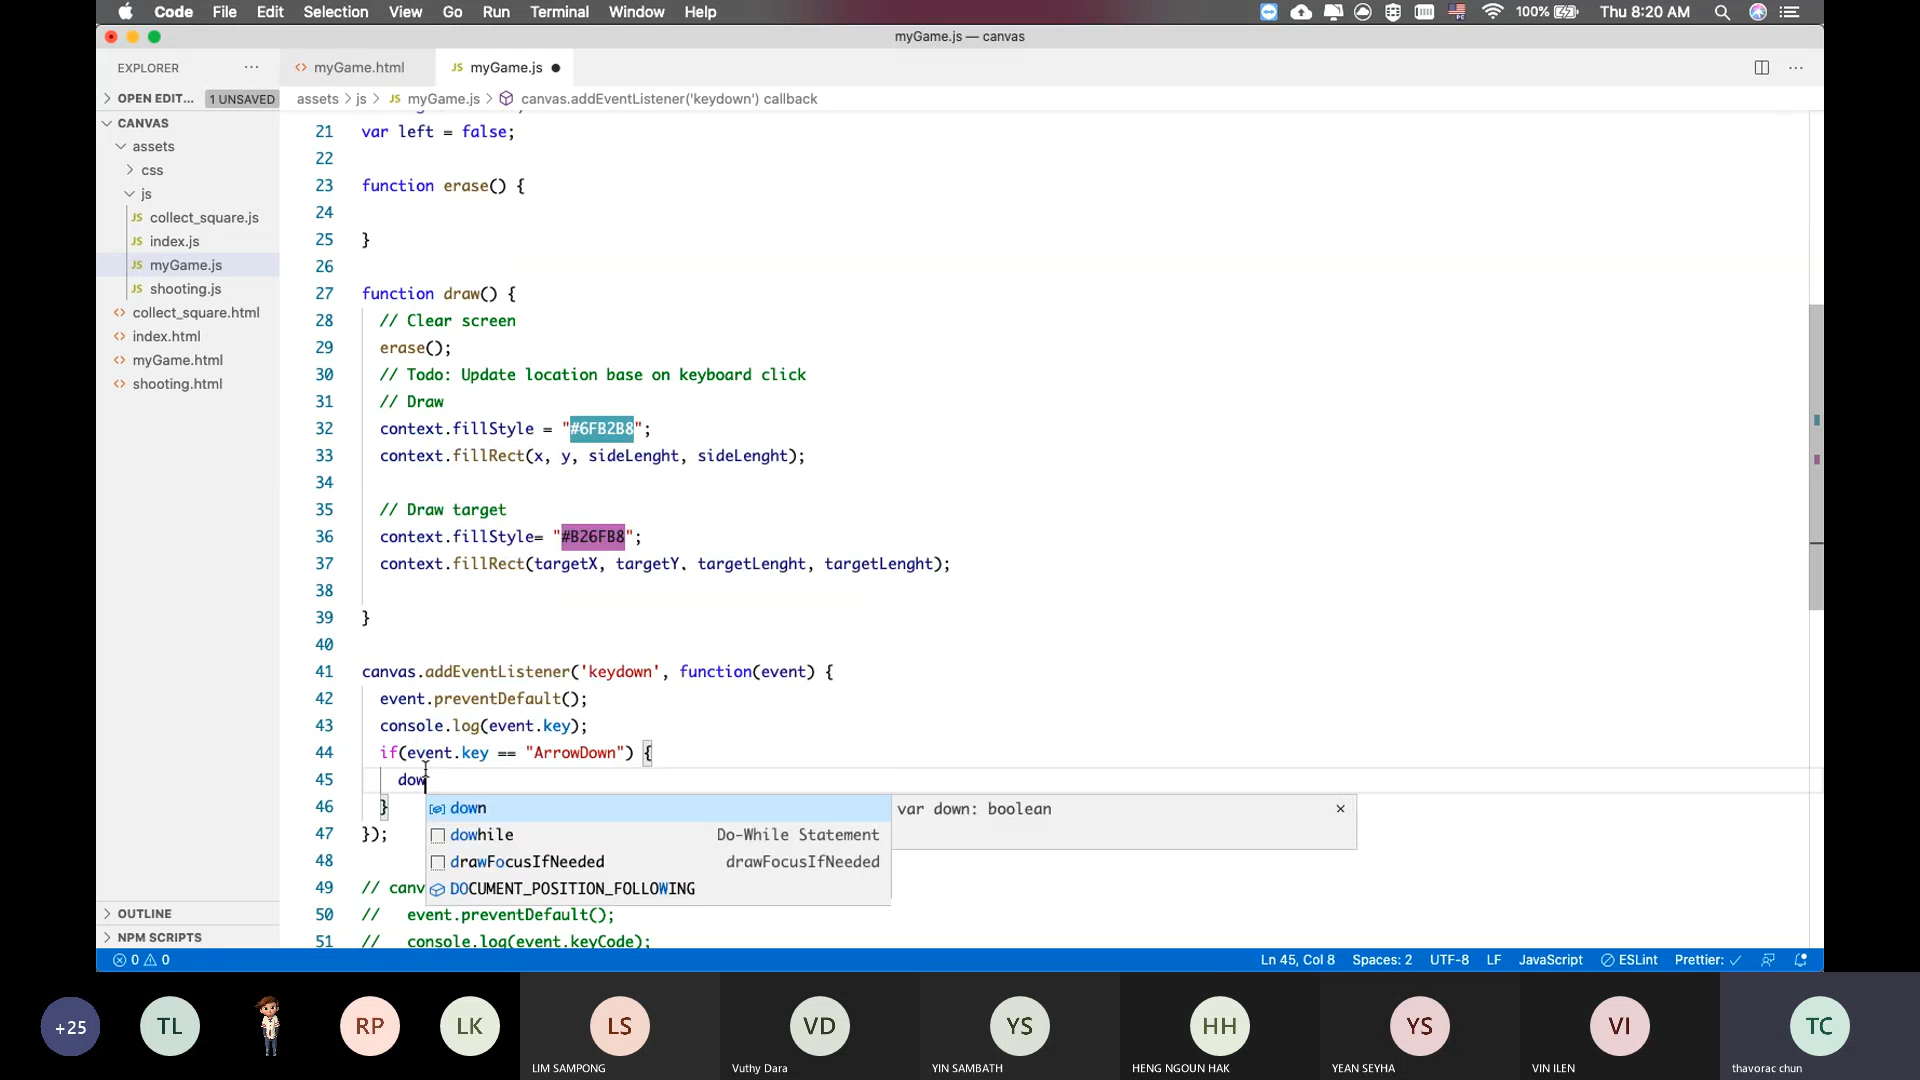 Code File Edit Selection View Go Run Terminal Window Help 100% Thu 8:20 AM
myGame.js — canvas
EXPLORER ··· myGame.html JS myGame.js
OPEN EDIT... 1 UNSAVED assets > js > JS myGame.js > canvas.addEventListener('keydown') callback
CANVAS
assets
css
js
JS collect_square.js
JS index.js
JS myGame.js
JS shooting.js
collect_square.html
index.html
myGame.html
shooting.html
OUTLINE
NPM SCRIPTS
21 var left = false;
22
23 function erase() {
24
25 }
26
27 function draw() {
28 // Clear screen
29 erase();
30 // Todo: Update location base on keyboard click
31 // Draw
32 context.fillStyle = "#6FB2B8";
33 context.fillRect(x, y, sideLenght, sideLenght);
34
35 // Draw target
36 context.fillStyle= "#B26FB8";
37 context.fillRect(targetX, targetY, targetLenght, targetLenght);
38
39 }
40
41 canvas.addEventListener('keydown', function(event) {
42 event.preventDefault();
43 console.log(event.key);
44 if(event.key == "ArrowDown") {
45 dow
46 }
down var down: boolean ×
dowhile Do-While Statement
drawFocusIfNeeded drawFocusIfNeeded
DOCUMENT_POSITION_FOLLOWING
47 });
48
49 // canv
50 // event.preventDefault();
51 // console.log(event.keyCode);
0 0 Ln 45, Col 8 Spaces: 2 UTF-8 LF JavaScript ESLint Prettier: ✓
+25 TL RP LK LS VD YS HH YS VI TC
LIM SAMPONG Vuthy Dara YIN SAMBATH HENG NGOUN HAK YEAN SEYHA VIN ILEN thavorac chun